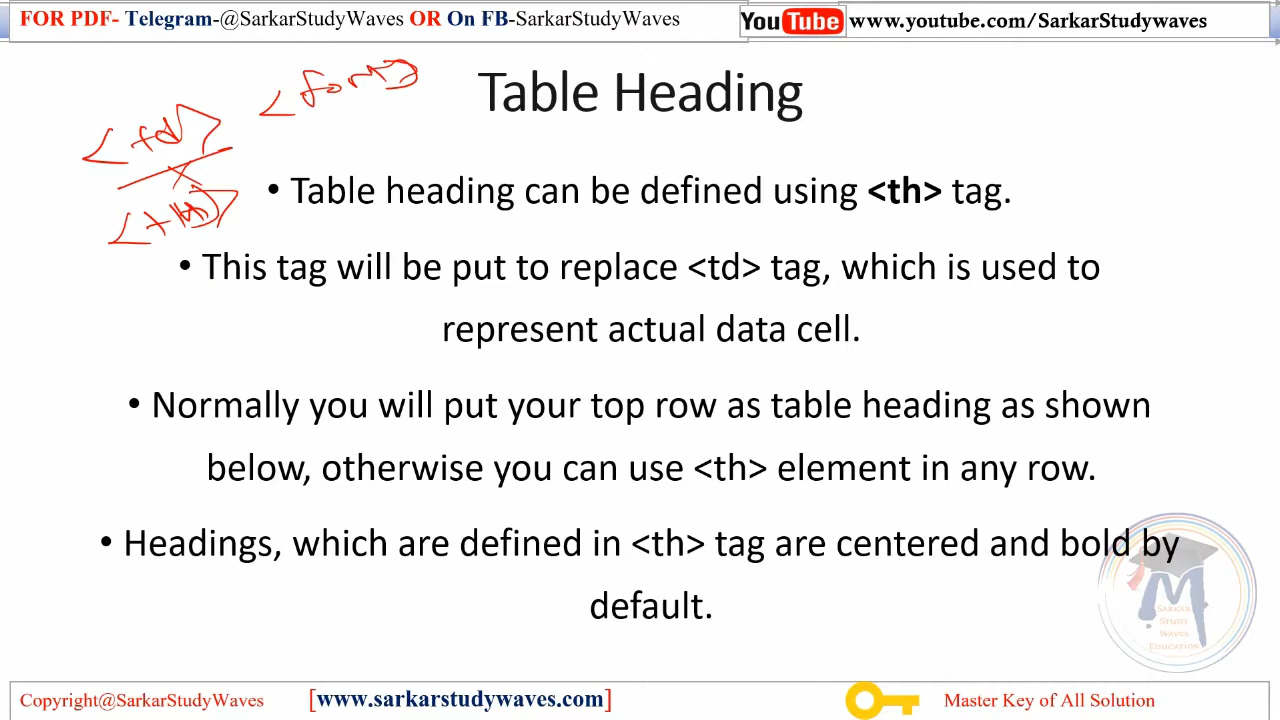 FOR PDF- Telegram-@SarkarStudyWaves OR On FB-SarkarStudyWaves
YouTube www.youtube.com/SarkarStudywaves
Table Heading
<form>
<td>
<th>
• Table heading can be defined using <th> tag.
• This tag will be put to replace <td> tag, which is used to
represent actual data cell.
• Normally you will put your top row as table heading as shown
below, otherwise you can use <th> element in any row.
• Headings, which are defined in <th> tag are centered and bold by
default.
SARKAR
STUDY
WAVES
EDUCATION
Copyright@SarkarStudyWaves
[www.sarkarstudywaves.com]
Master Key of All Solution